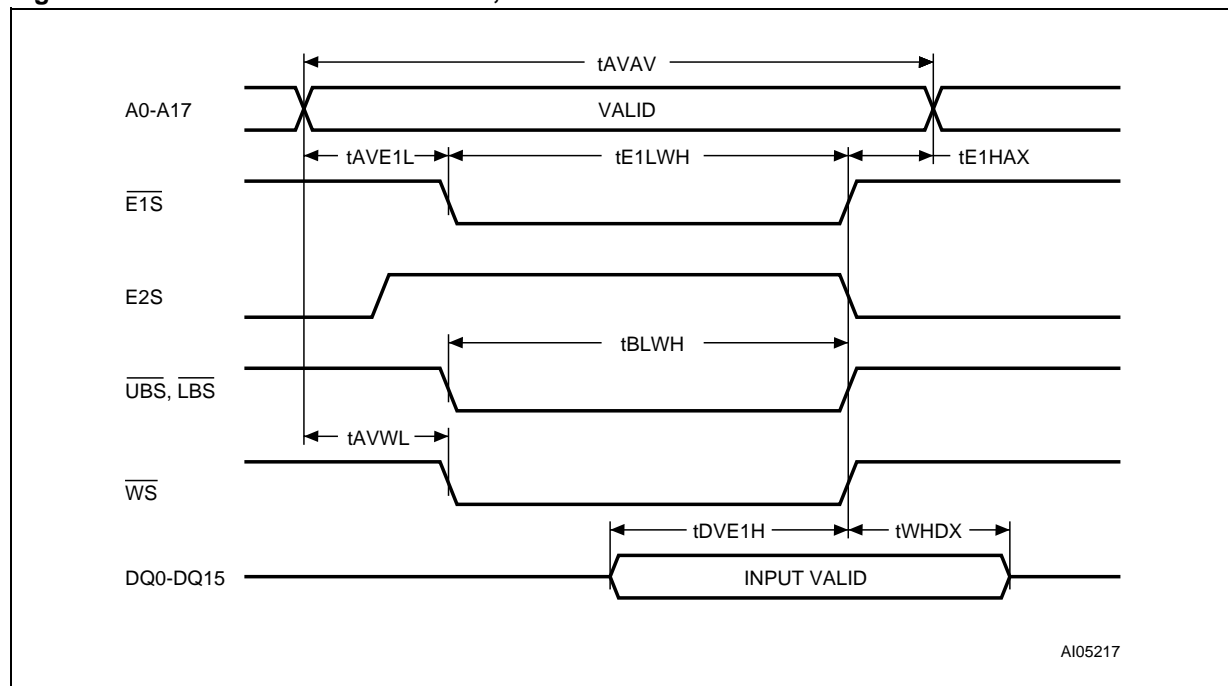 tAVAV
A0-A17 VALID
tAVE1L tE1LWH tE1HAX
E1S
E2S
tBLWH
UBS, LBS
tAVWL
WS
tDVE1H tWHDX
DQ0-DQ15 INPUT VALID
AI05217